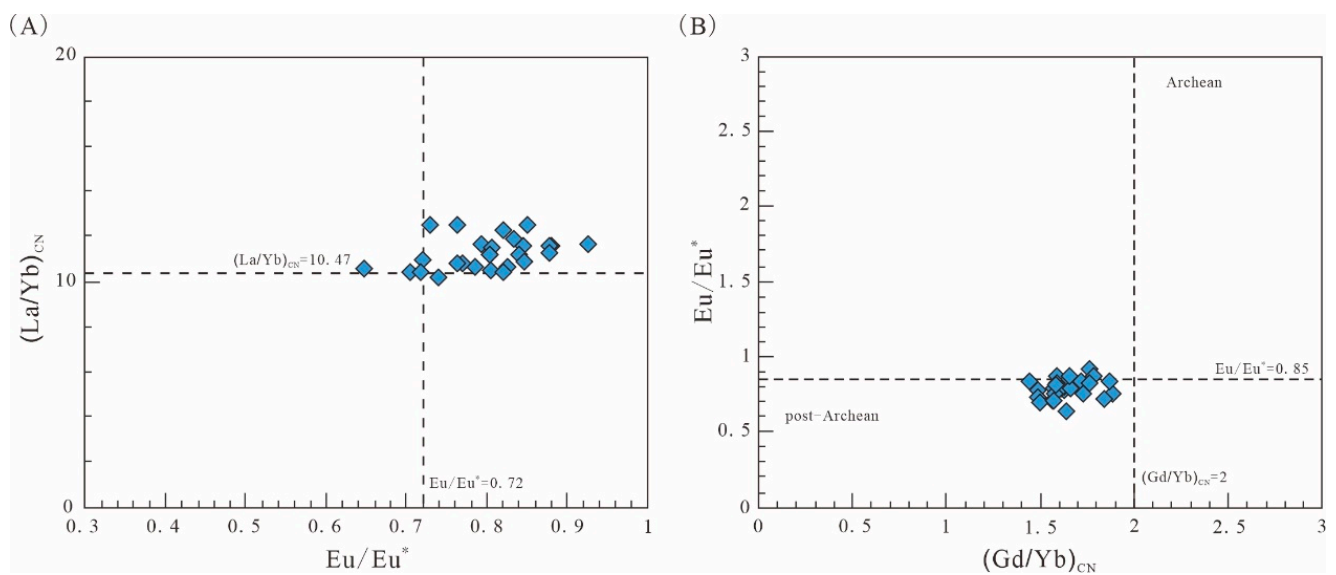 (A)
20
10
0
(La/Yb)CN
(La/Yb)CN=10.47
Eu/Eu*=0.72
0.3 0.4 0.5 0.6 0.7 0.8 0.9 1
Eu/Eu*
(B)
3
2.5
2
1.5
1
0.5
0
Eu/Eu*
Archean
Eu/Eu*=0.85
post-Archean
(Gd/Yb)CN=2
0 0.5 1 1.5 2 2.5 3
(Gd/Yb)CN